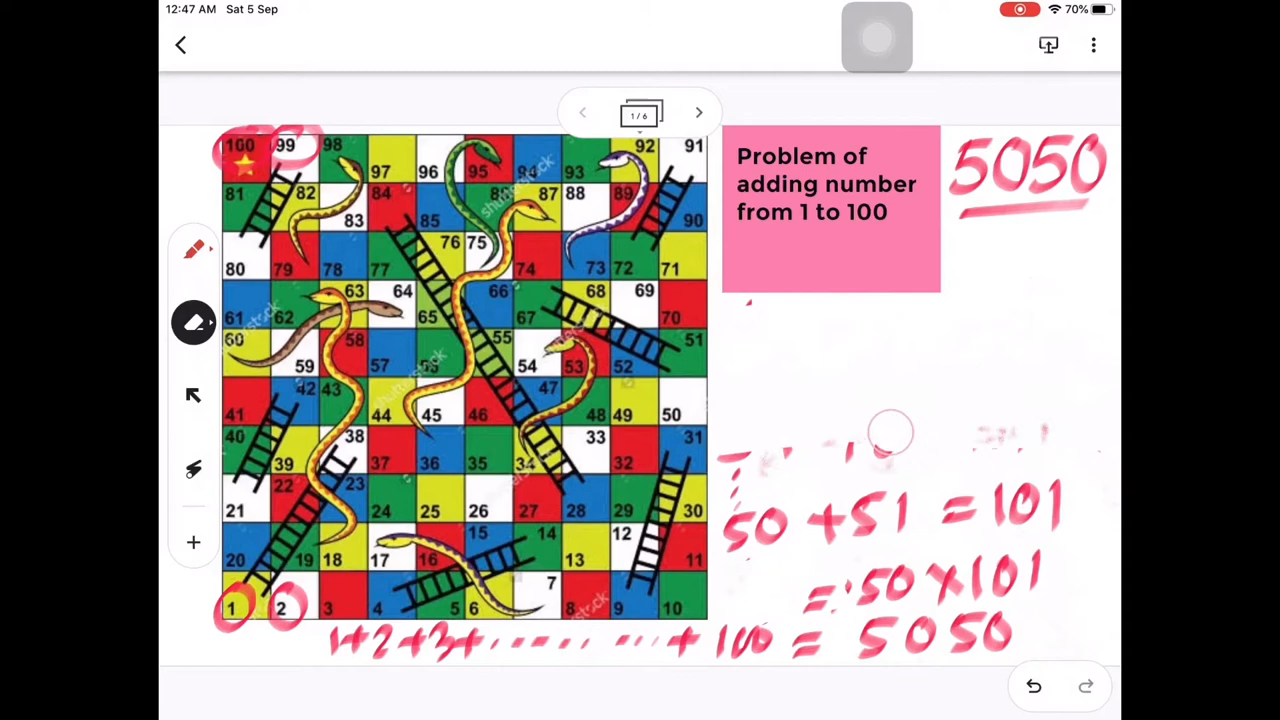 12:47 AM Sat 5 Sep
70%
1/6
100 99 98 97 96 95 94 93 92 91
81 82 83 84 85 86 87 88 89 90
80 79 78 77 76 75 74 73 72 71
61 62 63 64 65 66 67 68 69 70
60 59 58 57 56 55 54 53 52 51
41 42 43 44 45 46 47 48 49 50
40 39 38 37 36 35 34 33 32 31
21 22 23 24 25 26 27 28 29 30
20 19 18 17 16 15 14 13 12 11
1 2 3 4 5 6 7 8 9 10
shutterstock
Problem of
adding number
from 1 to 100
5050
50 + 51 = 101
= 50 x 101
1+2+3+........+ 100 = 5050